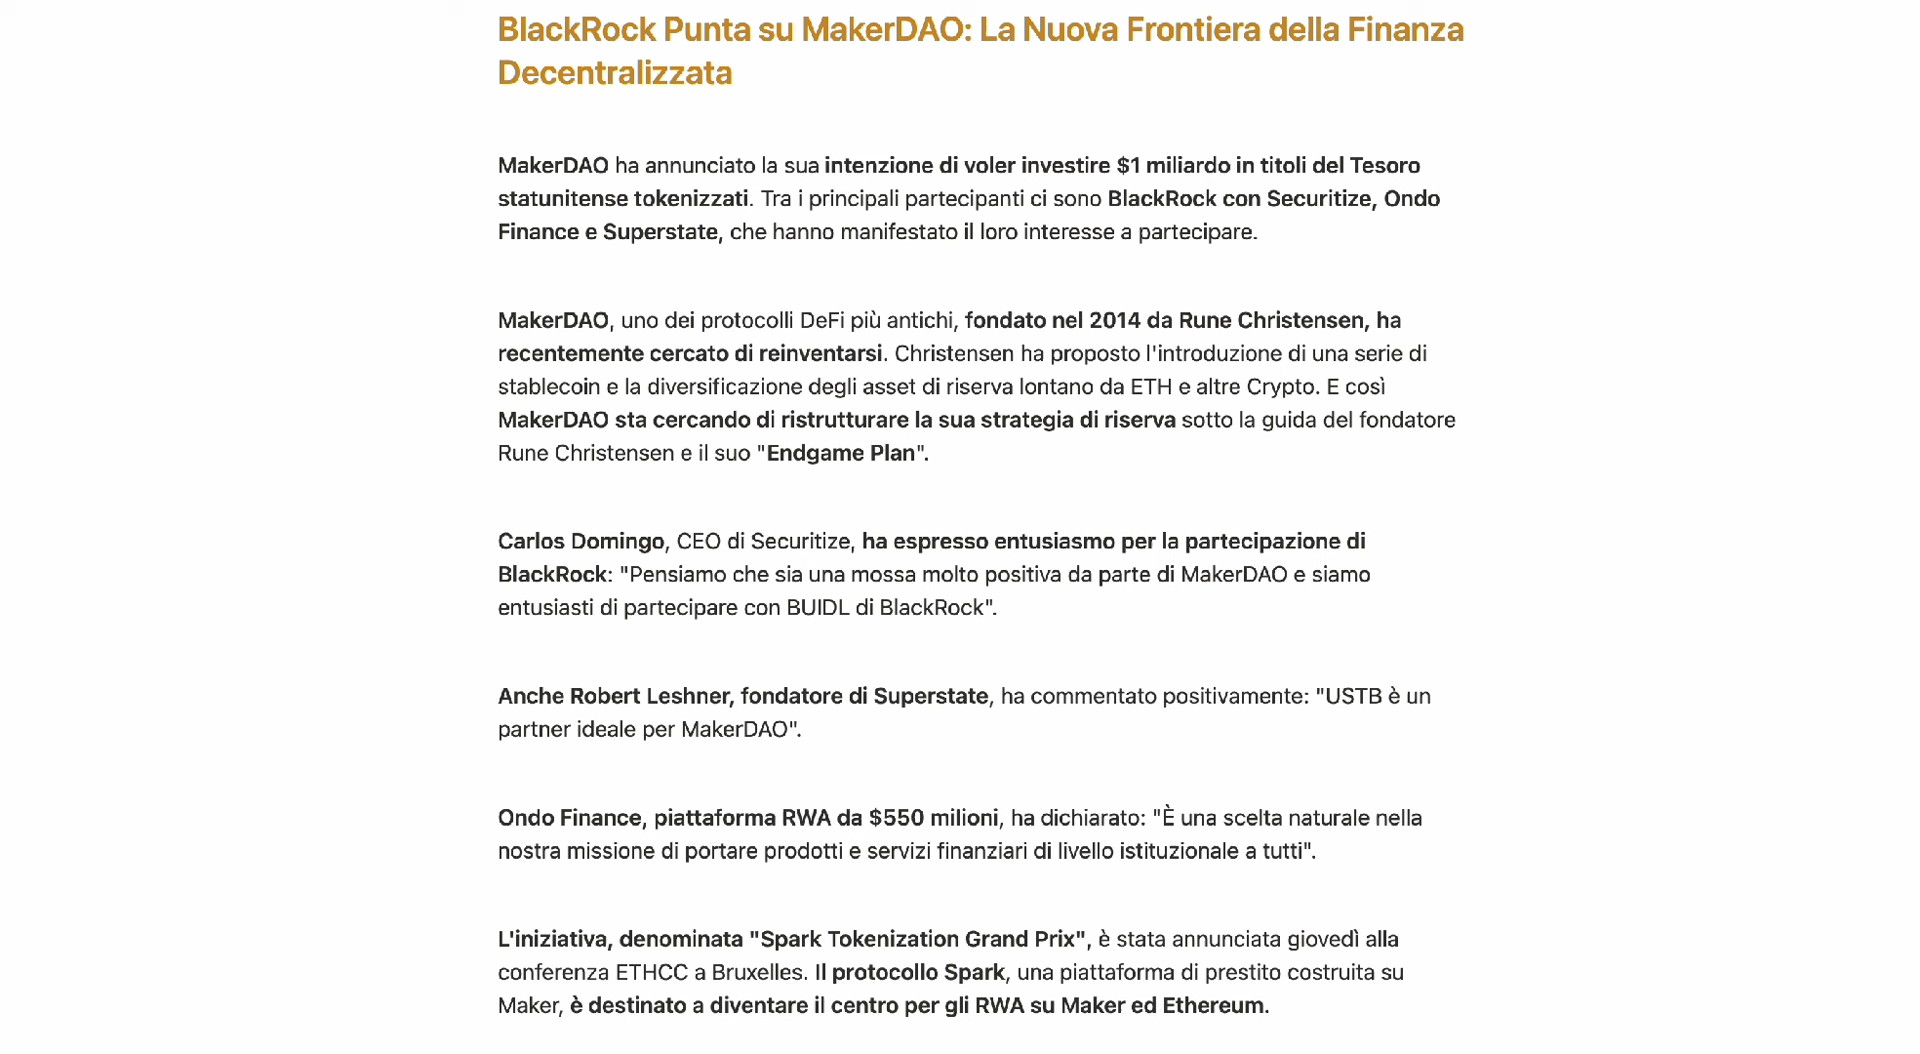 BlackRock Punta su MakerDAO: La Nuova Frontiera della Finanza
Decentralizzata
MakerDAO ha annunciato la sua intenzione di voler investire $1 miliardo in titoli del Tesoro
statunitense tokenizzati. Tra i principali partecipanti ci sono BlackRock con Securitize, Ondo
Finance e Superstate, che hanno manifestato il loro interesse a partecipare.
MakerDAO, uno dei protocolli DeFi più antichi, fondato nel 2014 da Rune Christensen, ha
recentemente cercato di reinventarsi. Christensen ha proposto l'introduzione di una serie di
stablecoin e la diversificazione degli asset di riserva lontano da ETH e altre Crypto. E così
MakerDAO sta cercando di ristrutturare la sua strategia di riserva sotto la guida del fondatore
Rune Christensen e il suo "Endgame Plan".
Carlos Domingo, CEO di Securitize, ha espresso entusiasmo per la partecipazione di
BlackRock: "Pensiamo che sia una mossa molto positiva da parte di MakerDAO e siamo
entusiasti di partecipare con BUIDL di BlackRock".
Anche Robert Leshner, fondatore di Superstate, ha commentato positivamente: "USTB è un
partner ideale per MakerDAO".
Ondo Finance, piattaforma RWA da $550 milioni, ha dichiarato: "È una scelta naturale nella
nostra missione di portare prodotti e servizi finanziari di livello istituzionale a tutti".
L'iniziativa, denominata "Spark Tokenization Grand Prix", è stata annunciata giovedì alla
conferenza ETHCC a Bruxelles. Il protocollo Spark, una piattaforma di prestito costruita su
Maker, è destinato a diventare il centro per gli RWA su Maker ed Ethereum.